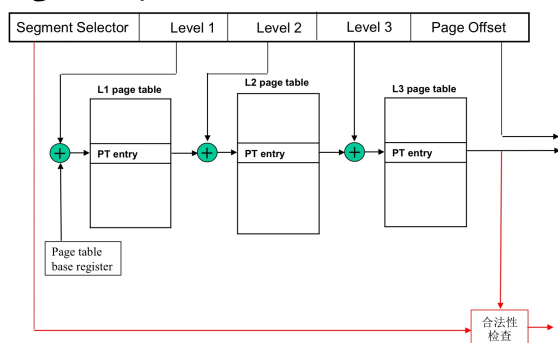 Segment Selector
Level 1
Level 2
Level 3
Page Offset
L1 page table
L2 page table
L3 page table
PT entry
PT entry
PT entry
Page table
base register
合法性
检查